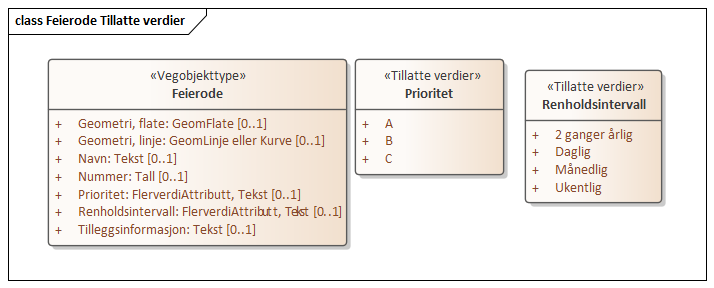 class Feierode Tillatte verdier
«Vegobjekttype»
Feierode
+ Geometri, flate: GeomFlate [0..1]
+ Geometri, linje: GeomLinje eller Kurve [0..1]
+ Navn: Tekst [0..1]
+ Nummer: Tall [0..1]
+ Prioritet: FlerverdiAttributt, Tekst [0..1]
+ Renholdsintervall: FlerverdiAttributt, Tekst [0..1]
+ Tilleggsinformasjon: Tekst [0..1]
«Tillatte verdier»
Prioritet
+ A
+ B
+ C
«Tillatte verdier»
Renholdsintervall
+ 2 ganger årlig
+ Daglig
+ Månedlig
+ Ukentlig